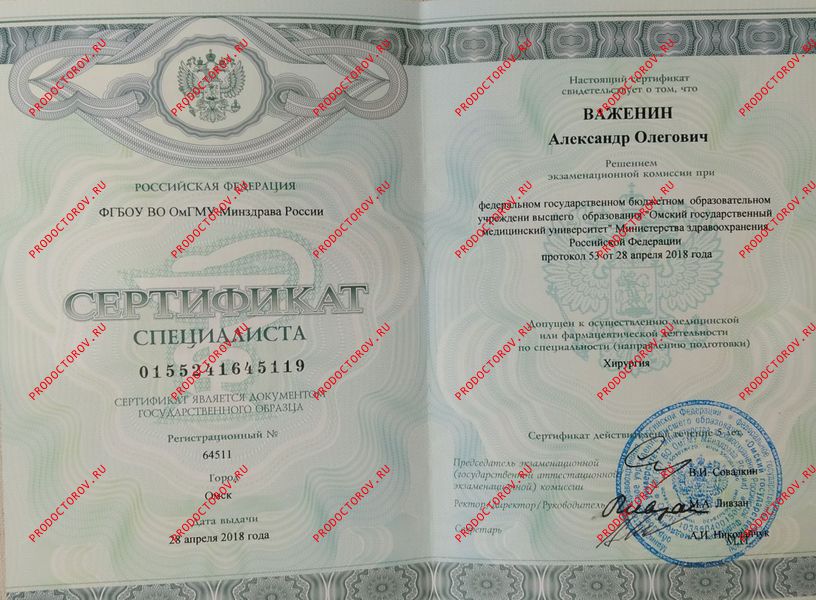 РОССИЙСКАЯ ФЕДЕРАЦИЯ
ФГБОУ ВО ОмГМУ Минздрава России
СЕРТИФИКАТ
СПЕЦИАЛИСТА
0155241645119
СЕРТИФИКАТ ЯВЛЯЕТСЯ ДОКУМЕНТОМ
ГОСУДАРСТВЕННОГО ОБРАЗЦА
Регистрационный №
64511
Город
Омск
Дата выдачи
28 апреля 2018 года
Настоящий сертификат
свидетельствует о том, что
ВАЖЕНИН
Александр Олегович
Решением
экзаменационной комиссии при
федеральном государственном бюджетном образовательном
учреждени высшего образования "Омский государственный
медицинский университет" Министерства здравоохранения
Российской Федерации
протокол 53 от 28 апреля 2018 года
Допущен к осуществлению медицинской
или фармацевтической деятельности
по специальности (направлению подготовки)
Хирургия
Сертификат действителен в течение 5 лет
Председатель экзаменационной
(государственной аттестационной
экзаменационной) комиссии
В.И. Совалкин
Ректор/Директор/Руководитель
М.А. Ливзан
Секретарь
А.И. Николайчук
М.П.
PRODOCTOROV.RU